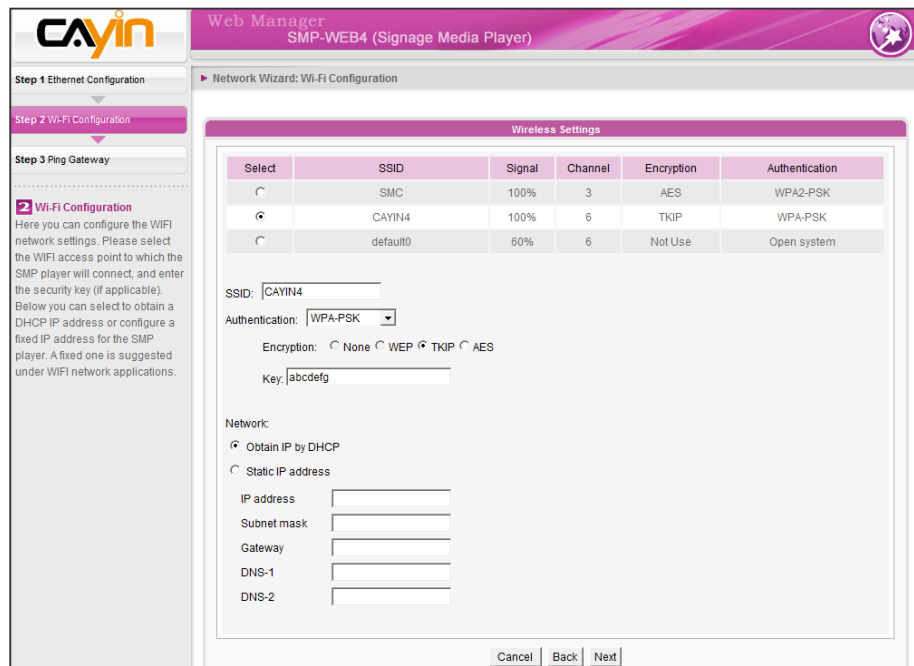 CAYIN
Web Manager
SMP-WEB4 (Signage Media Player)
Step 1 Ethernet Configuration
Step 2 Wi-Fi Configuration
Step 3 Ping Gateway
2 Wi-Fi Configuration
Here you can configure the WIFI
network settings. Please select
the WIFI access point to which the
SMP player will connect, and enter
the security key (if applicable).
Below you can select to obtain a
DHCP IP address or configure a
fixed IP address for the SMP
player. A fixed one is suggested
under WIFI network applications.
Network Wizard: Wi-Fi Configuration
Wireless Settings
Select SSID Signal Channel Encryption Authentication
SMC 100% 3 AES WPA2-PSK
CAYIN4 100% 6 TKIP WPA-PSK
default0 60% 6 Not Use Open system
SSID: CAYIN4
Authentication: WPA-PSK
Encryption: None WEP TKIP AES
Key: abcdefg
Network:
Obtain IP by DHCP
Static IP address
IP address
Subnet mask
Gateway
DNS-1
DNS-2
Cancel Back Next